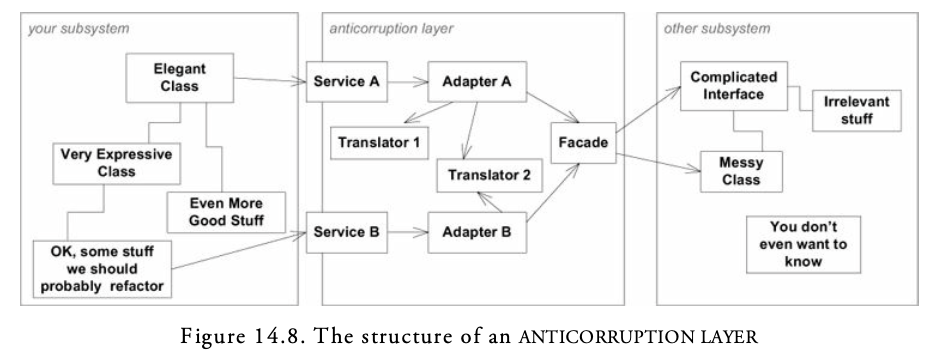 your subsystem
anticorruption layer
other subsystem
Elegant
Class
Service A
Adapter A
Complicated
Interface
Irrelevant
stuff
Translator 1
Facade
Very Expressive
Class
Translator 2
Messy
Class
Even More
Good Stuff
Service B
Adapter B
You don't
even want to
know
OK, some stuff
we should
probably refactor
Figure 14.8. The structure of an ANTICORRUPTION LAYER